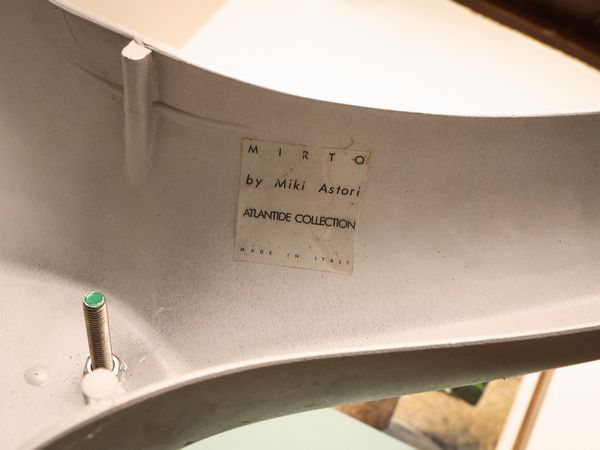 MIRTO
by Miki Astori
ATLANTIDE COLLECTION
MADE IN ITALY